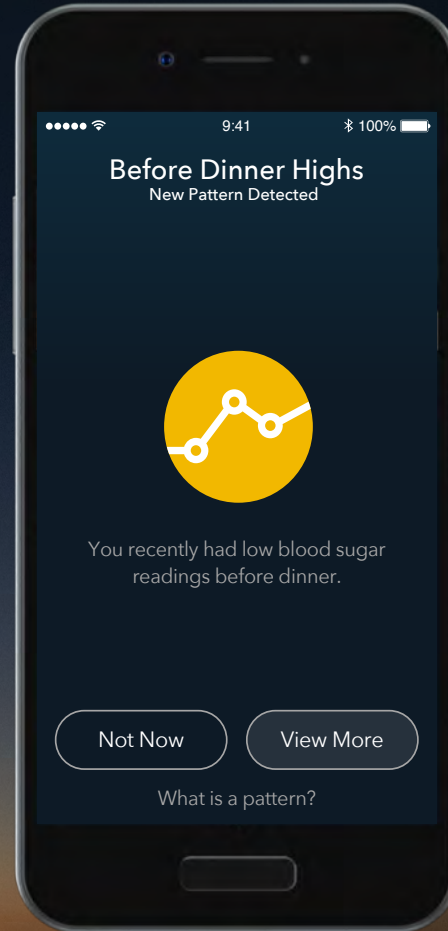 9:41
100%
Before Dinner Highs
New Pattern Detected
You recently had low blood sugar
readings before dinner.
Not Now
View More
What is a pattern?